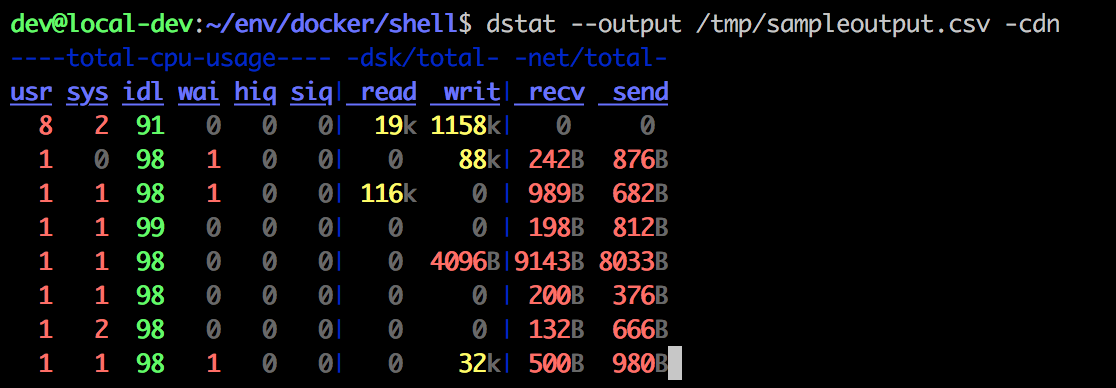 dev@local-dev:~/env/docker/shell$ dstat --output /tmp/sampleoutput.csv -cdn
----total-cpu-usage---- -dsk/total- -net/total-
usr sys idl wai hiq siq| read  writ| recv  send
  8   2  91   0   0   0|  19k 1158k|   0     0
  1   0  98   1   0   0|   0    88k| 242B  876B
  1   1  98   1   0   0| 116k    0 | 989B  682B
  1   1  99   0   0   0|   0     0 | 198B  812B
  1   1  98   0   0   0|   0  4096B|9143B 8033B
  1   1  98   0   0   0|   0     0 | 200B  376B
  1   2  98   0   0   0|   0     0 | 132B  666B
  1   1  98   1   0   0|   0    32k| 500B  980B